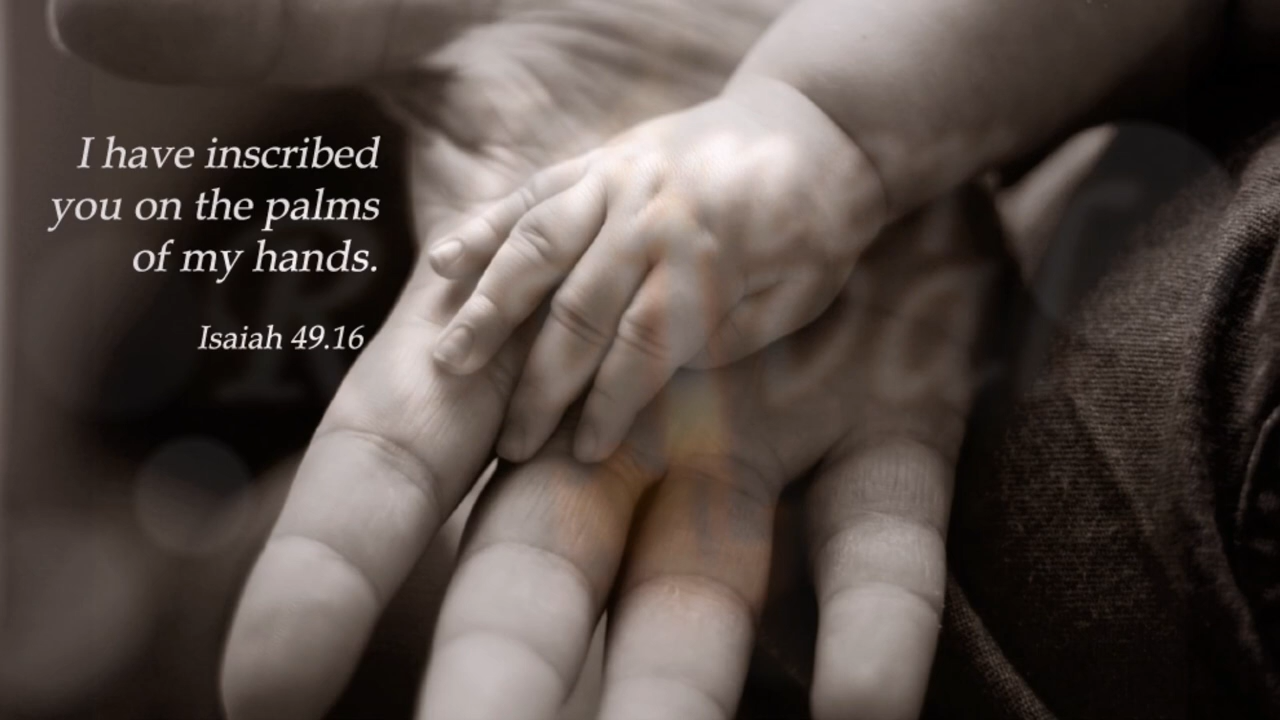 I have inscribed
you on the palms
of my hands.
Isaiah 49.16